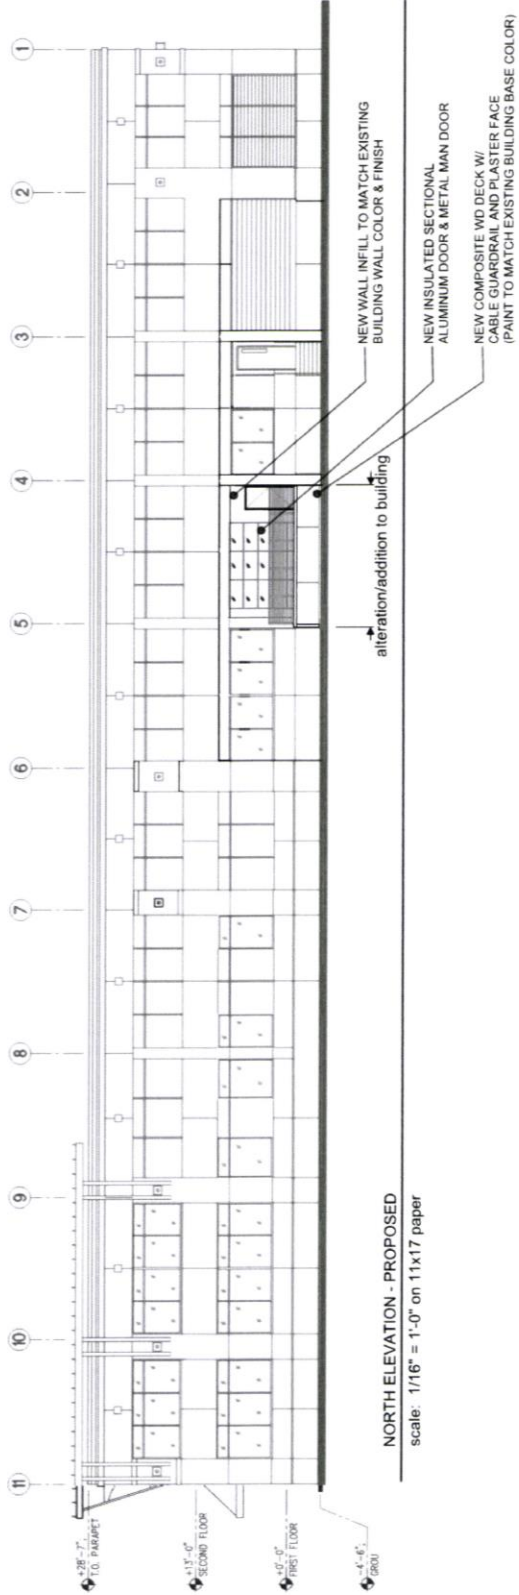 11
10
9
8
7
6
5
4
3
2
1
+28'-7"
T.O. PARAPET
+13'-0"
SECOND FLOOR
+0'-0"
FIRST FLOOR
-4'-6"
GROU
NEW WALL INFILL TO MATCH EXISTING
BUILDING WALL COLOR & FINISH
NEW INSULATED SECTIONAL
ALUMINUM DOOR & METAL MAN DOOR
NEW COMPOSITE WD DECK W/
CABLE GUARDRAIL AND PLASTER FACE
(PAINT TO MATCH EXISTING BUILDING BASE COLOR)
alteration/addition to building
NORTH ELEVATION - PROPOSED
scale: 1/16" = 1'-0" on 11x17 paper